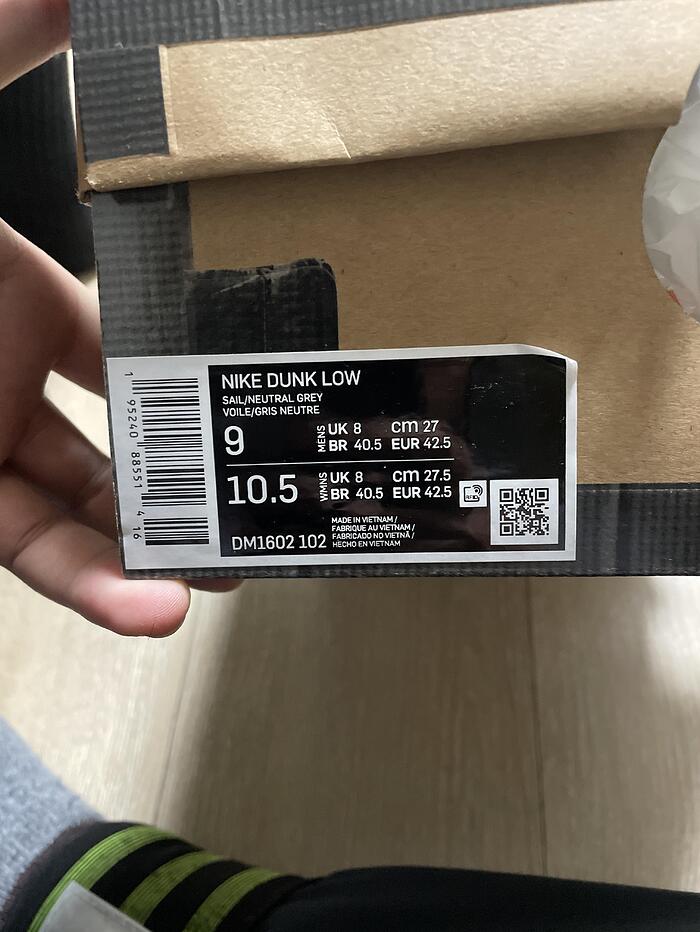 NIKE DUNK LOW
SAIL/NEUTRAL GREY
VOILE/GRIS NEUTRE
9
MENS
UK 8 cm 27
BR 40.5 EUR 42.5
10.5
WMNS
UK 8 cm 27.5
BR 40.5 EUR 42.5
DM1602 102
MADE IN VIETNAM /
FABRIQUE AU VIETNAM /
FABRICADO NO VIETNÃ /
HECHO EN VIETNAM
1 95240 88551 4 16